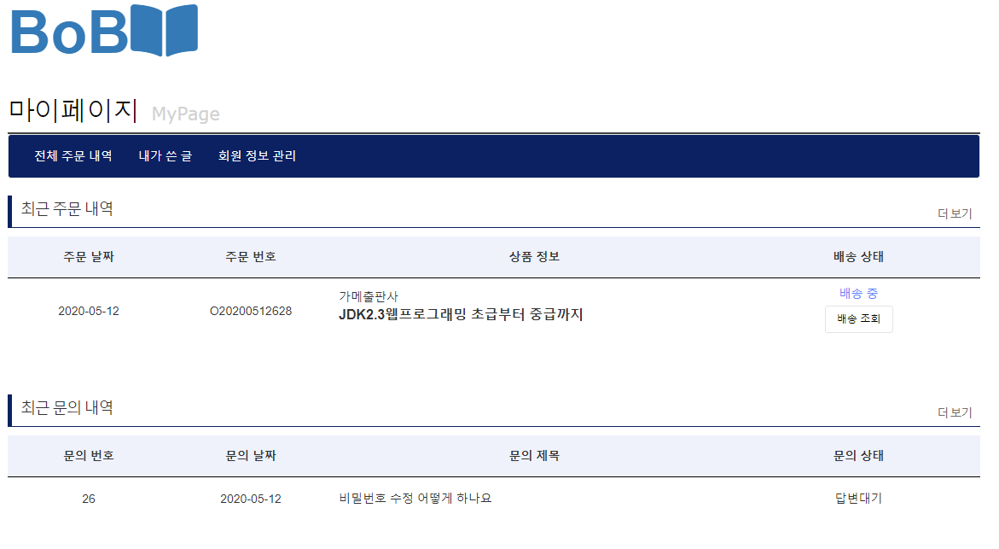 BoB
마이페이지 MyPage
전체 주문 내역 내가 쓴 글 회원 정보 관리
최근 주문 내역 더보기
주문 날짜 주문 번호 상품 정보 배송 상태
2020-05-12 O20200512628 가메출판사 배송 중
JDK2.3웹프로그래밍 초급부터 중급까지 배송 조회
최근 문의 내역 더보기
문의 번호 문의 날짜 문의 제목 문의 상태
26 2020-05-12 비밀번호 수정 어떻게 하나요 답변대기